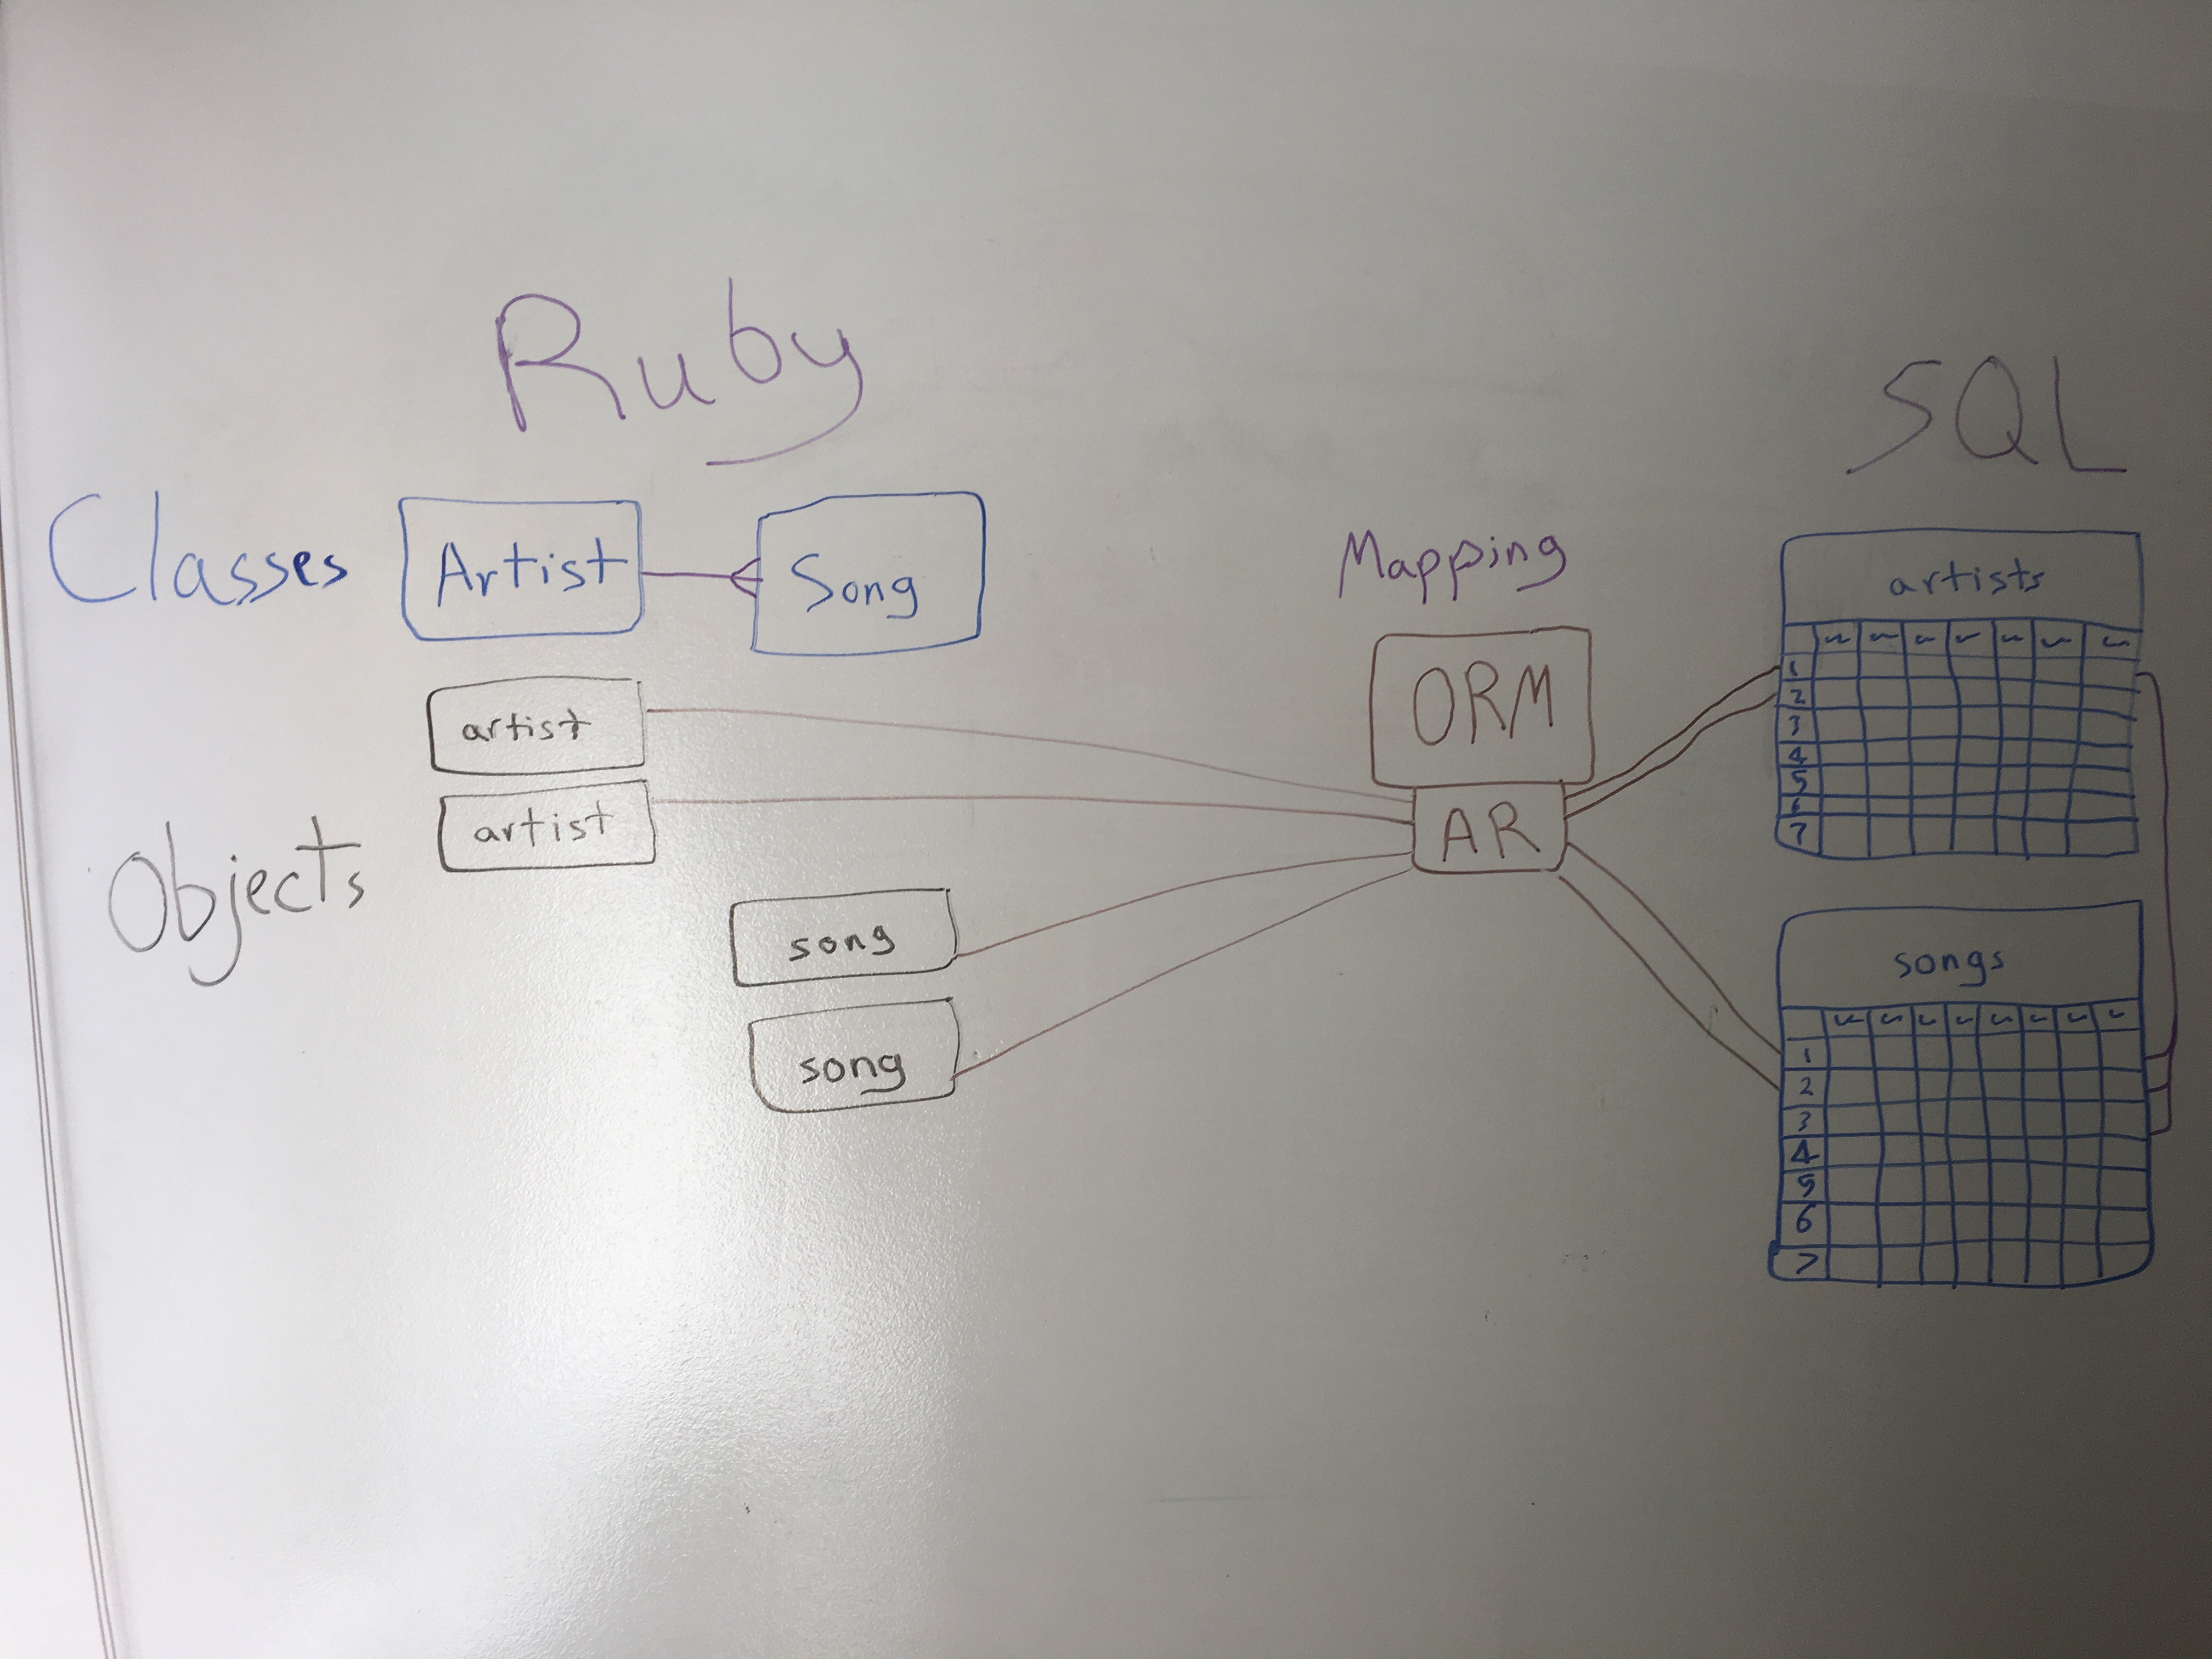 Ruby
SQL
Classes
Artist
Song
Mapping
artists
ORM
artist
1
2
3
4
5
6
7
artist
AR
Objects
song
songs
song
1
2
3
4
5
6
7